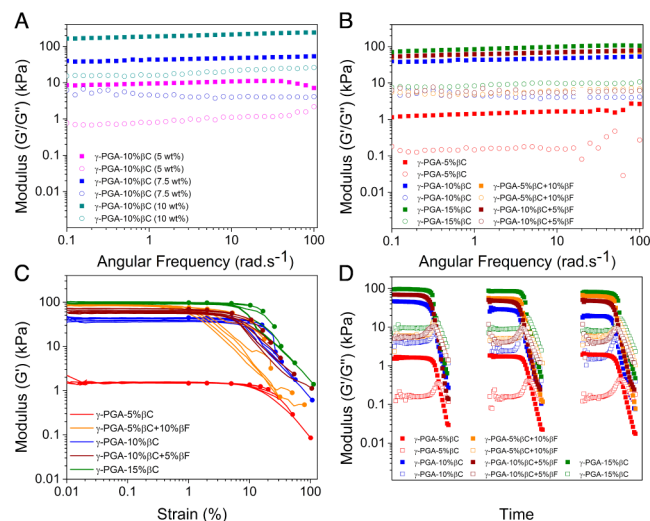 A
Modulus (G'/G'') (kPa)
100
10
1
0.1
0.01
γ-PGA-10%βC (5 wt%)
γ-PGA-10%βC (5 wt%)
γ-PGA-10%βC (7.5 wt%)
γ-PGA-10%βC (7.5 wt%)
γ-PGA-10%βC (10 wt%)
γ-PGA-10%βC (10 wt%)
0.1 1 10 100
Angular Frequency (rad.s-1)
B
Modulus (G'/G'') (kPa)
100
10
1
0.1
0.01
γ-PGA-5%βC
γ-PGA-5%βC
γ-PGA-10%βC γ-PGA-5%βC+10%βF
γ-PGA-10%βC γ-PGA-5%βC+10%βF
γ-PGA-15%βC γ-PGA-10%βC+5%βF
γ-PGA-15%βC γ-PGA-10%βC+5%βF
0.1 1 10 100
Angular Frequency (rad.s-1)
C
Modulus (G') (kPa)
100
10
1
0.1
0.01
γ-PGA-5%βC
γ-PGA-5%βC+10%βF
γ-PGA-10%βC
γ-PGA-10%βC+5%βF
γ-PGA-15%βC
0.01 0.1 1 10 100
Strain (%)
D
Modulus (G'/G'') (kPa)
100
10
1
0.1
0.01
γ-PGA-5%βC γ-PGA-5%βC+10%βF
γ-PGA-5%βC γ-PGA-5%βC+10%βF
γ-PGA-10%βC γ-PGA-10%βC+5%βF γ-PGA-15%βC
γ-PGA-10%βC γ-PGA-10%βC+5%βF γ-PGA-15%βC
Time